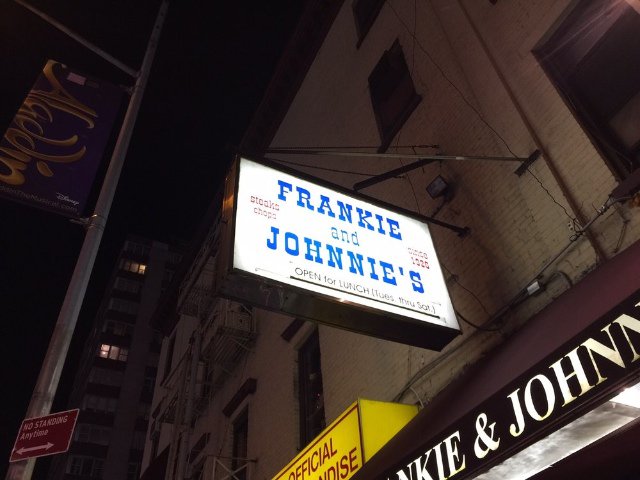 Aladdin
Disney
steaks
chops
FRANKIE
and
JOHNNIE'S
since
1926
OPEN for LUNCH (Tues. thru Sat.)
NO STANDING
Anytime
OFFICIAL
NKIE & JOHNN